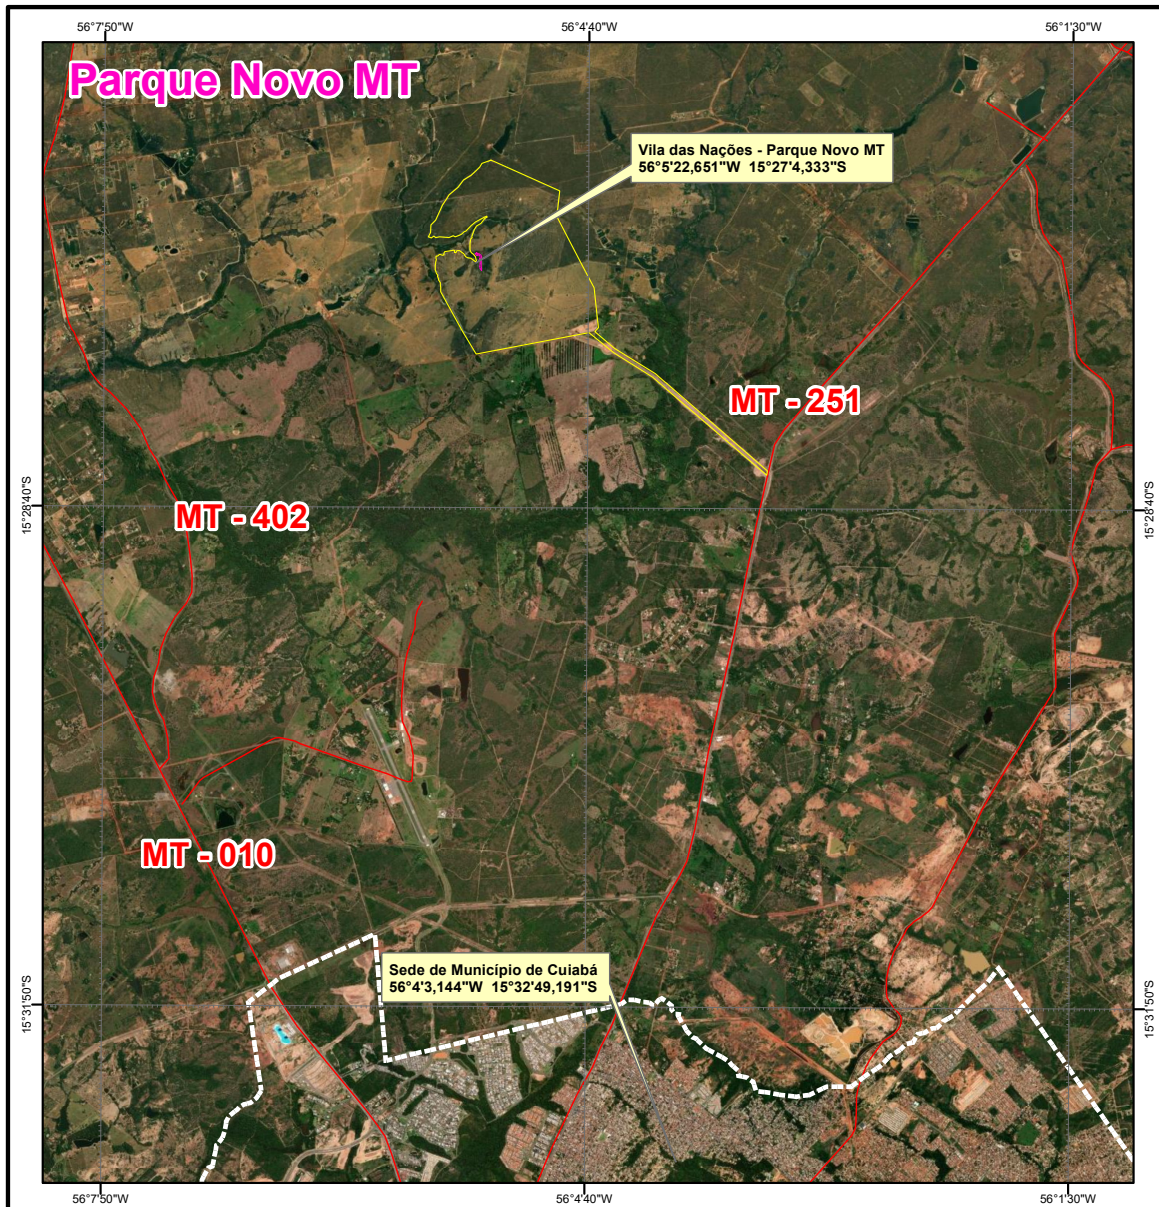 56°7'50"W
56°4'40"W
56°1'30"W
Parque Novo MT
Vila das Nações - Parque Novo MT
56°5'22,651"W 15°27'4,333"S
MT - 251
15°28'40"S
15°28'40"S
MT - 402
MT - 010
Sede de Município de Cuiabá
56°4'3,144"W 15°32'49,191"S
15°31'50"S
15°31'50"S
56°7'50"W
56°4'40"W
56°1'30"W